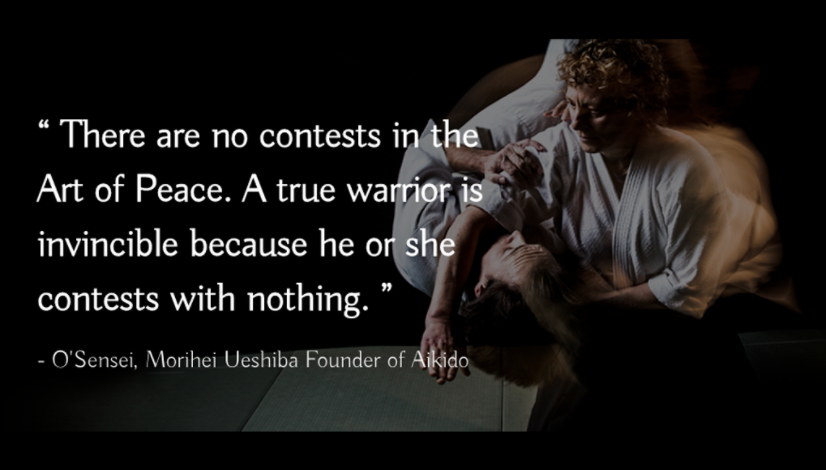 “ There are no contests in the
Art of Peace. A true warrior is
invincible because he or she
contests with nothing. ”
- O'Sensei, Morihei Ueshiba Founder of Aikido